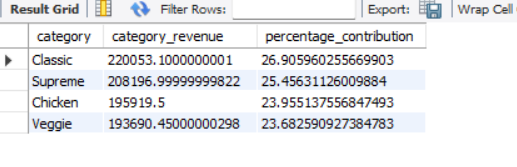 Result Grid Filter Rows: Export: Wrap Cell
category category_revenue percentage_contribution
Classic 220053.1000000001 26.905960255669903
Supreme 208196.99999999822 25.45631126009884
Chicken 195919.5 23.955137556847493
Veggie 193690.45000000298 23.682590927384783